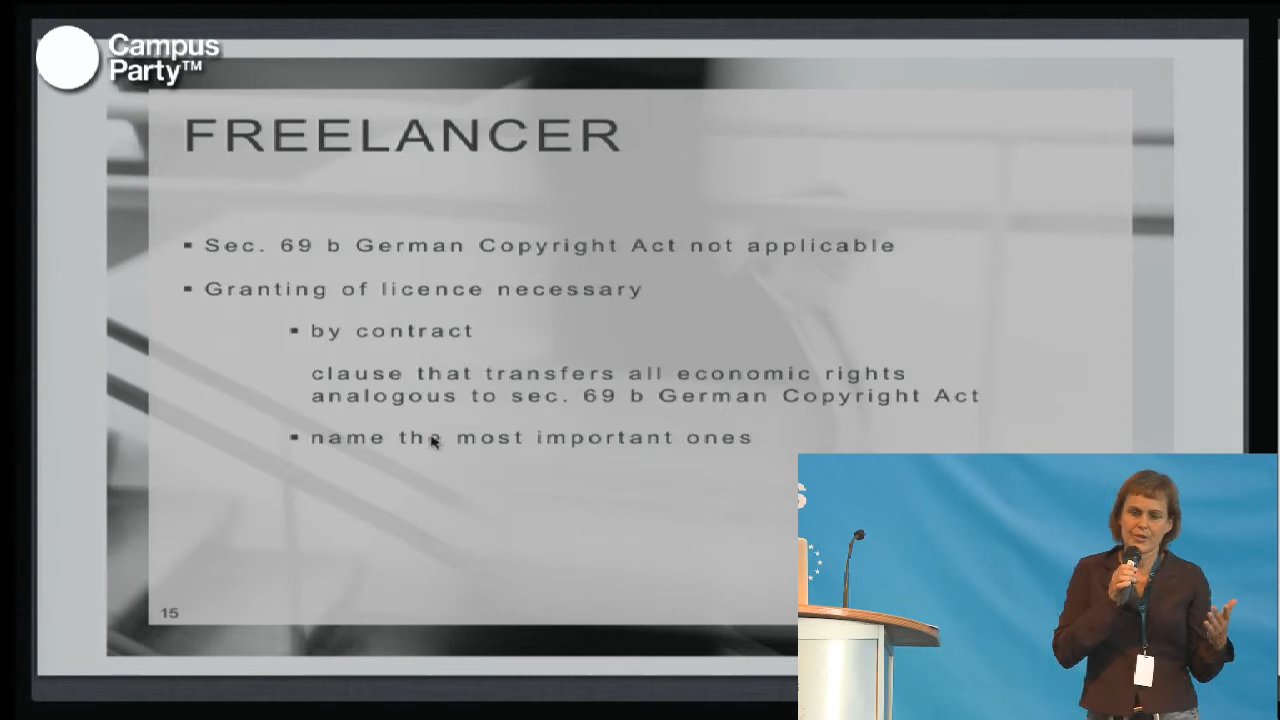 Campus
Party™
FREELANCER
▪ Sec. 69 b German Copyright Act not applicable
▪ Granting of licence necessary
▪ by contract
clause that transfers all economic rights
analogous to sec. 69 b German Copyright Act
▪ name the most important ones
15
S